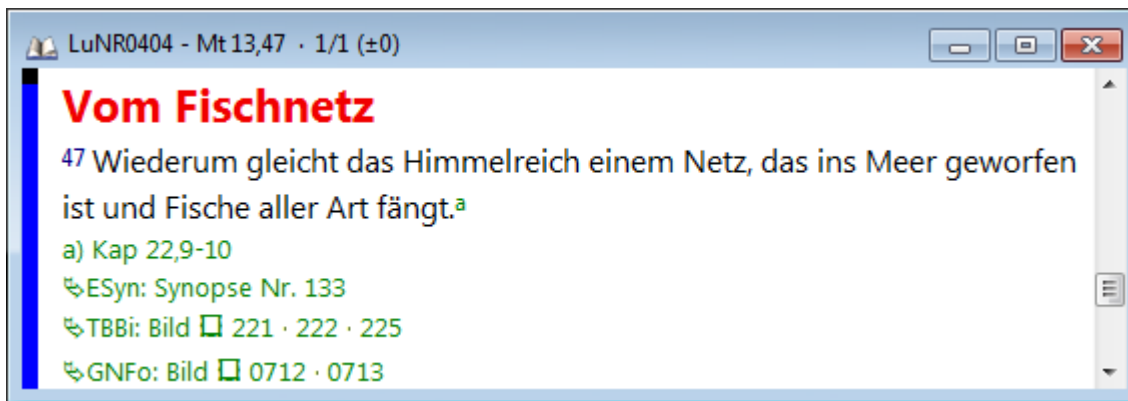 LuNR0404 - Mt 13,47 · 1/1 (±0)
Vom Fischnetz
47 Wiederum gleicht das Himmelreich einem Netz, das ins Meer geworfen
ist und Fische aller Art fängt.a
a) Kap 22,9-10
ESyn: Synopse Nr. 133
TBBi: Bild 221 · 222 · 225
GNFo: Bild 0712 · 0713